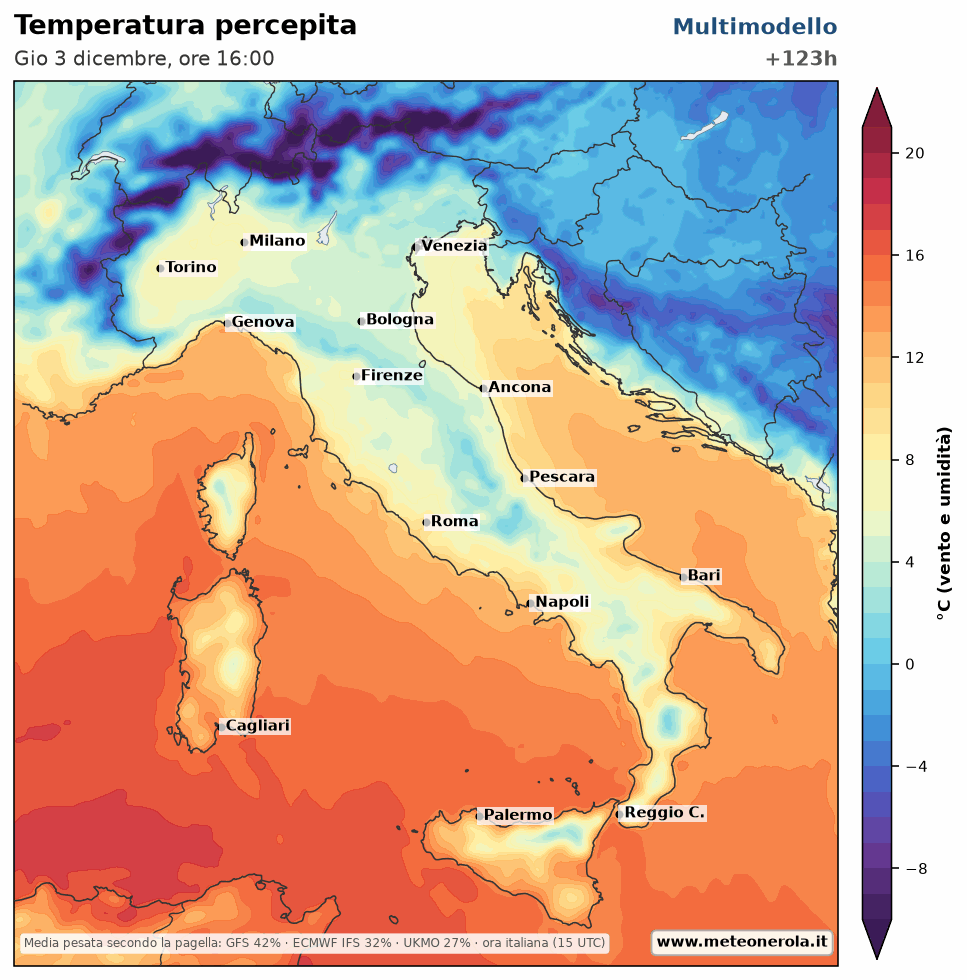 Temperatura percepita
Multimodello
Gio 3 dicembre, ore 16:00
+123h
Milano
Venezia
Torino
Genova
Bologna
Firenze
Ancona
Pescara
Roma
Bari
Napoli
Cagliari
Palermo
Reggio C.
20
16
12
8
4
0
−4
−8
°C (vento e umidità)
Media pesata secondo la pagella: GFS 42% · ECMWF IFS 32% · UKMO 27% · ora italiana (15 UTC)
www.meteonerola.it